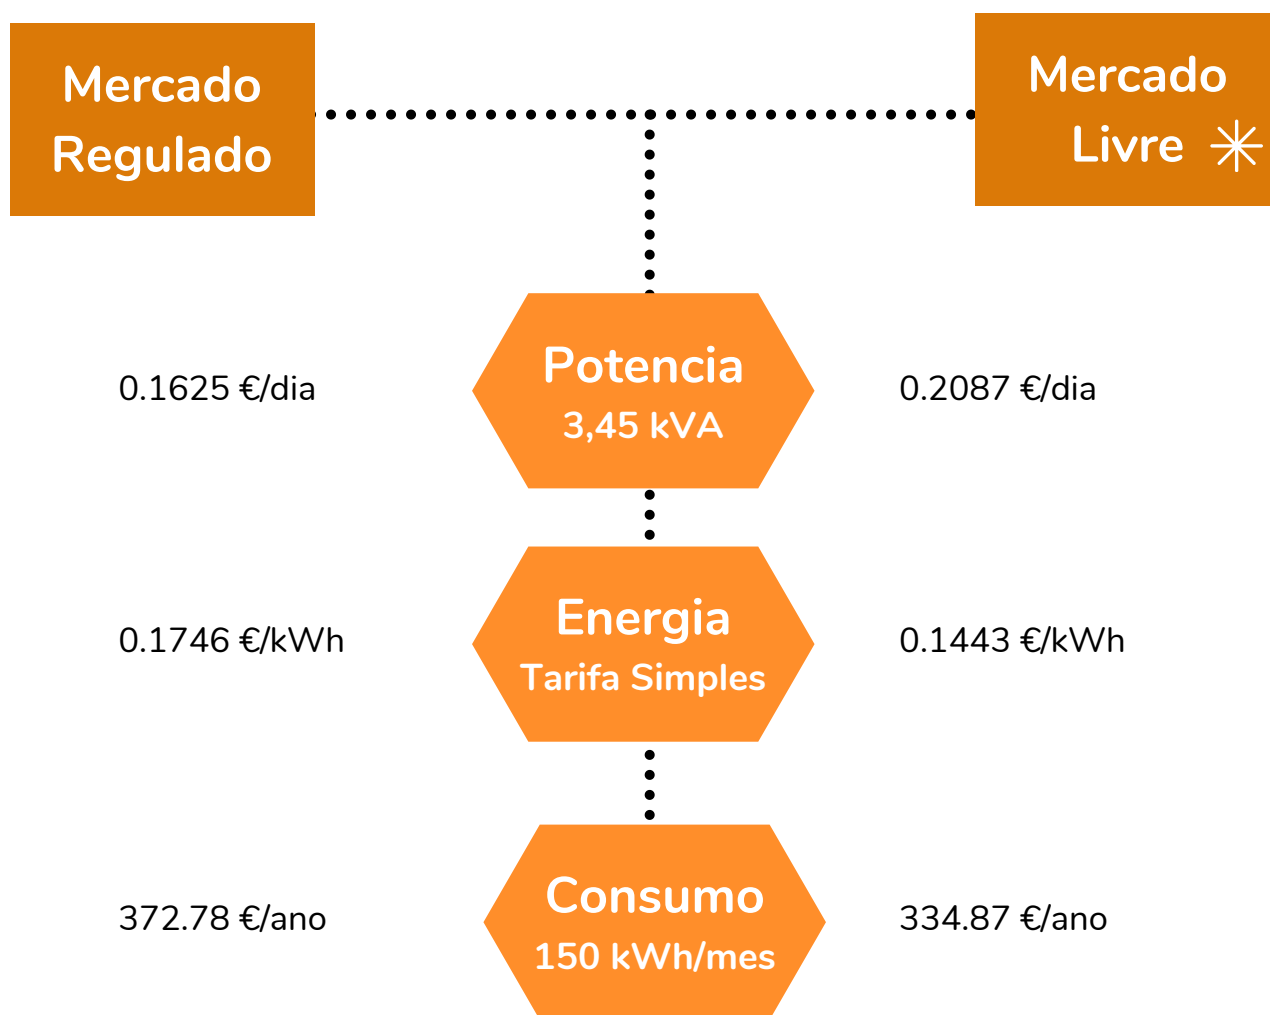 Mercado
Regulado
Mercado
Livre
0.1625 €/dia
Potencia
3,45 kVA
0.2087 €/dia
0.1746 €/kWh
Energia
Tarifa Simples
0.1443 €/kWh
372.78 €/ano
Consumo
150 kWh/mes
334.87 €/ano